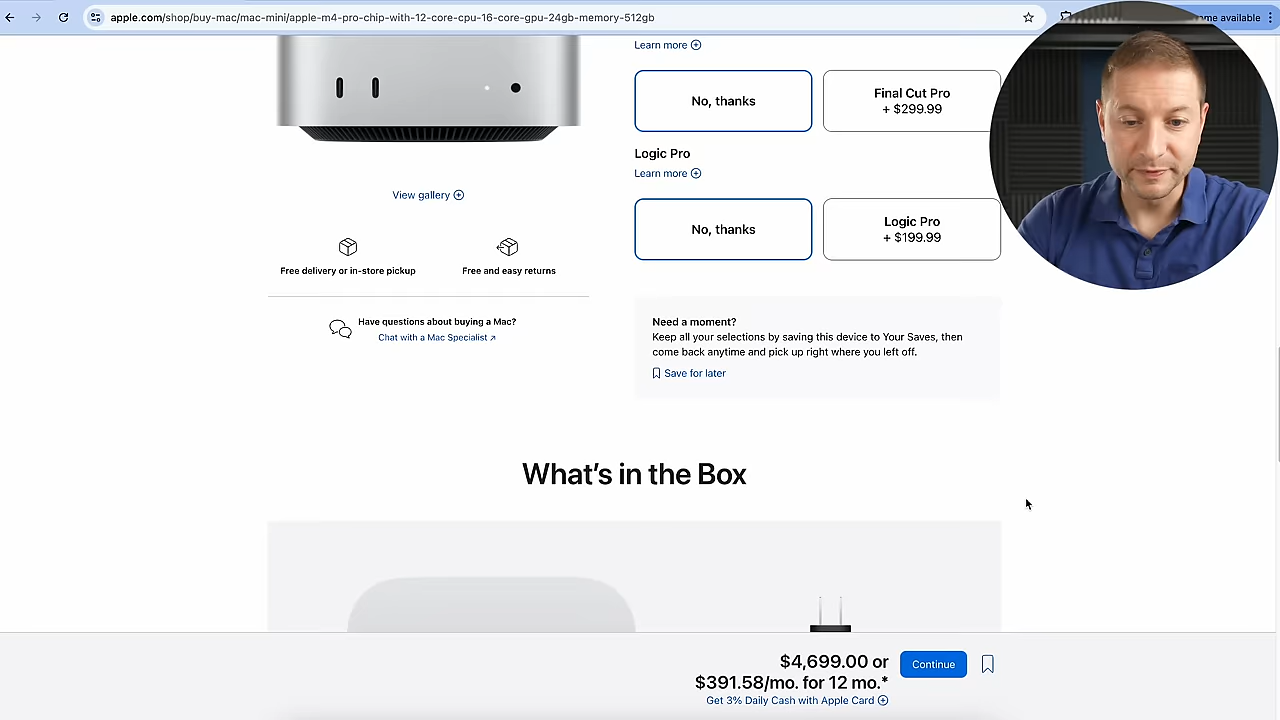 apple.com/shop/buy-mac/mac-mini/apple-m4-pro-chip-with-12-core-cpu-16-core-gpu-24gb-memory-512gb
me available
Learn more
No, thanks
Final Cut Pro
+ $299.99
Logic Pro
Learn more
No, thanks
Logic Pro
+ $199.99
View gallery
Free delivery or in-store pickup
Free and easy returns
Have questions about buying a Mac?
Chat with a Mac Specialist ↗
Need a moment?
Keep all your selections by saving this device to Your Saves, then
come back anytime and pick up right where you left off.
Save for later
What's in the Box
$4,699.00 or
$391.58/mo. for 12 mo.*
Get 3% Daily Cash with Apple Card
Continue